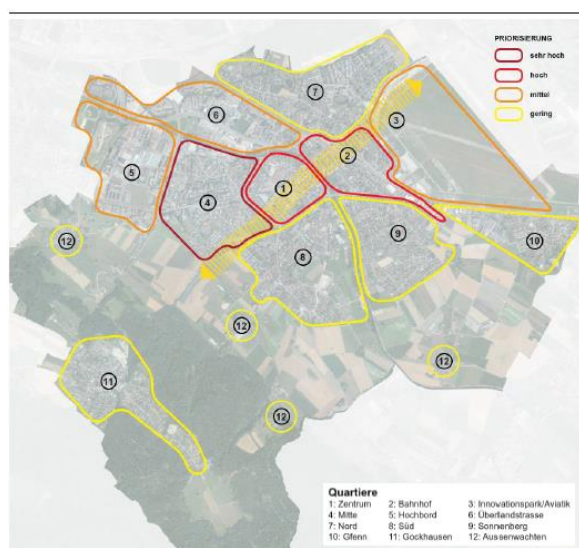 PRIORISIERUNG
sehr hoch
hoch
mittel
gering
7
6
3
2
5
1
4
9
12
10
8
12
12
11
12
Quartiere
1: Zentrum 2: Bahnhof 3: Innovationspark/Aviatik
4: Mitte 5: Hochbord 6: Überlandstrasse
7: Nord 8: Süd 9: Sonnenberg
10: Gfenn 11: Gockhausen 12: Aussenwachten